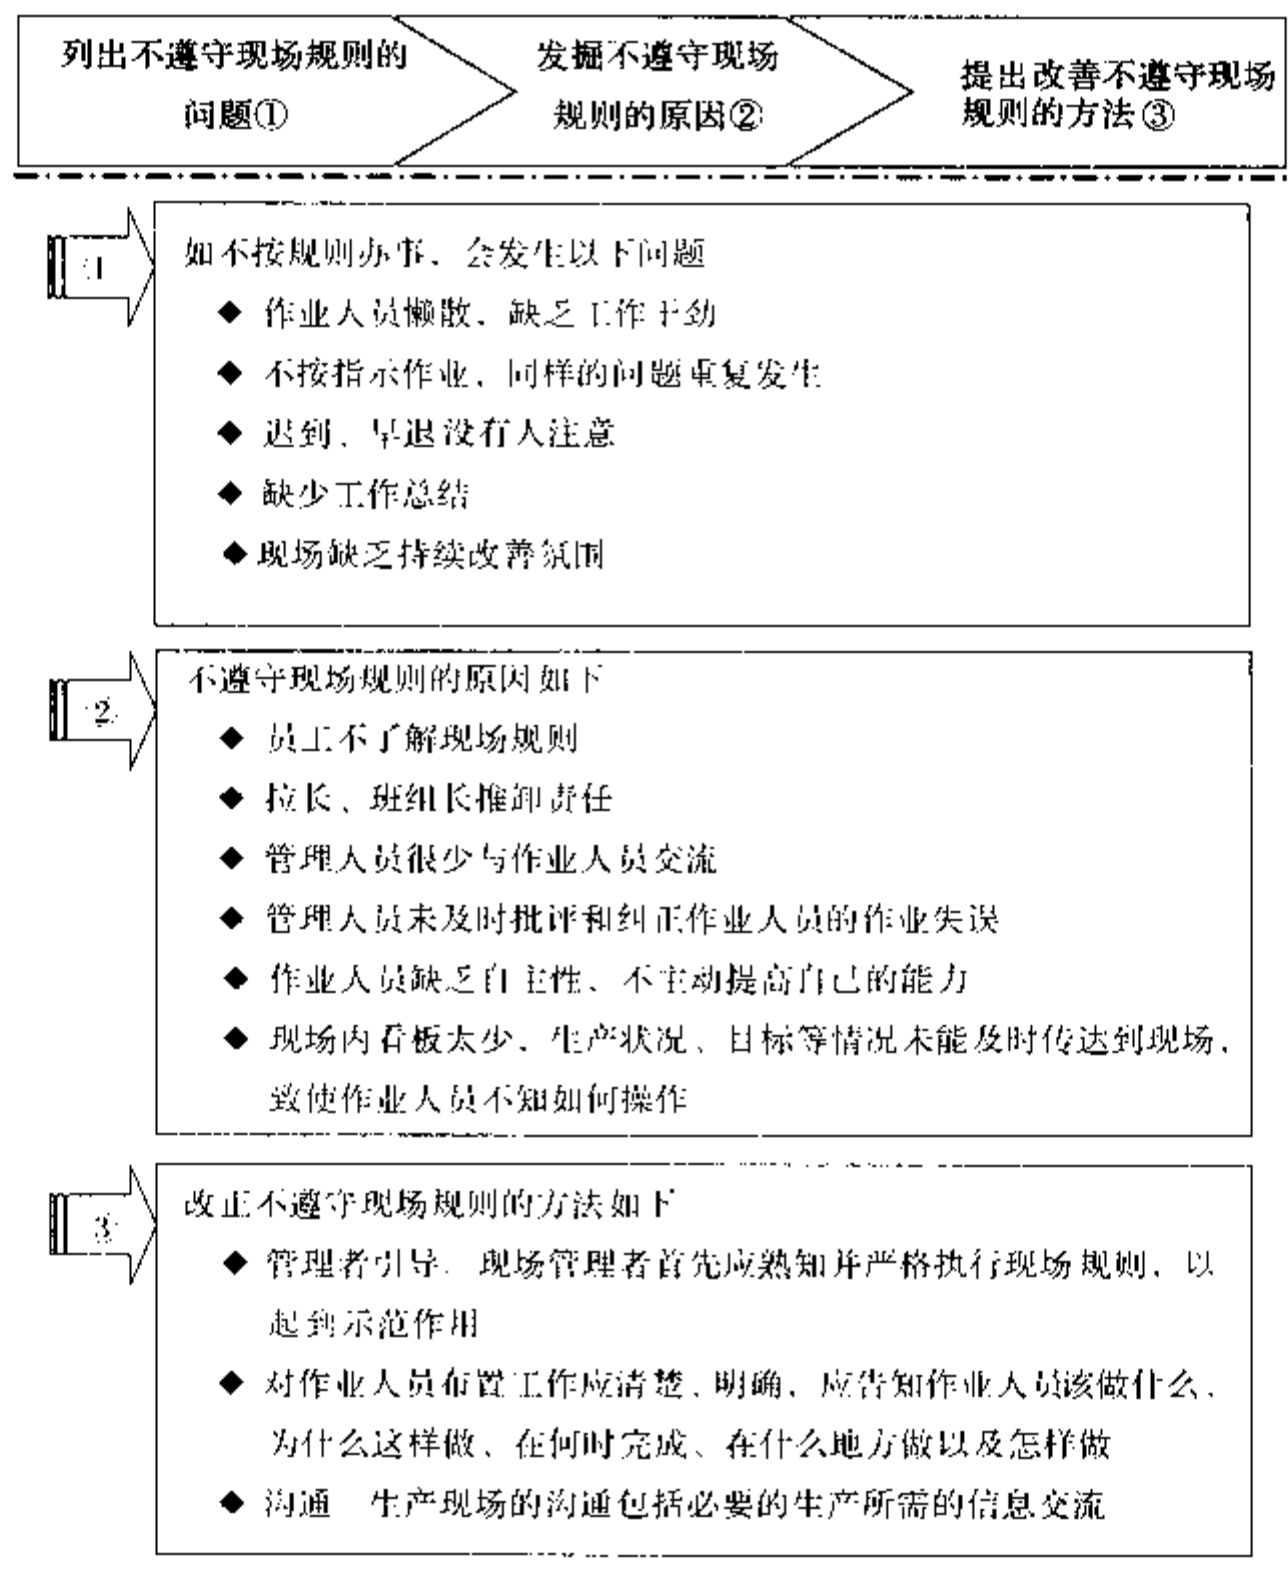 列出不遵守现场规则的
问题①
发掘不遵守现场
规则的原因②
提出改善不遵守现场
规则的方法③
1
如不按规则办事，会发生以下问题
◆ 作业人员懒散，缺乏工作干劲
◆ 不按指示作业，同样的问题重复发生
◆ 迟到、早退没有人注意
◆ 缺少工作总结
◆ 现场缺乏持续改善氛围
2
不遵守现场规则的原因如下
◆ 员工不了解现场规则
◆ 拉长、班组长推卸责任
◆ 管理人员很少与作业人员交流
◆ 管理人员未及时批评和纠正作业人员的作业失误
◆ 作业人员缺乏自主性、不主动提高自己的能力
◆ 现场内看板太少，生产状况、目标等情况未能及时传达到现场，
致使作业人员不知如何操作
3
改正不遵守现场规则的方法如下
◆ 管理者引导。现场管理者首先应熟知并严格执行现场规则，以
起到示范作用
◆ 对作业人员布置工作应清楚、明确，应告知作业人员该做什么、
为什么这样做、在何时完成、在什么地方做以及怎样做
◆ 沟通 生产现场的沟通包括必要的生产所需的信息交流